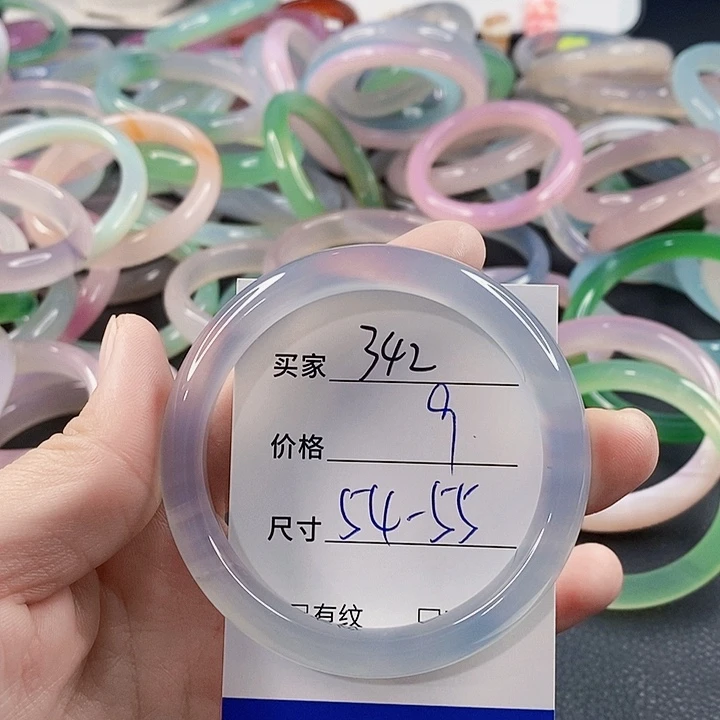 买家 342
价格 9
尺寸 54-55
□有纹 □